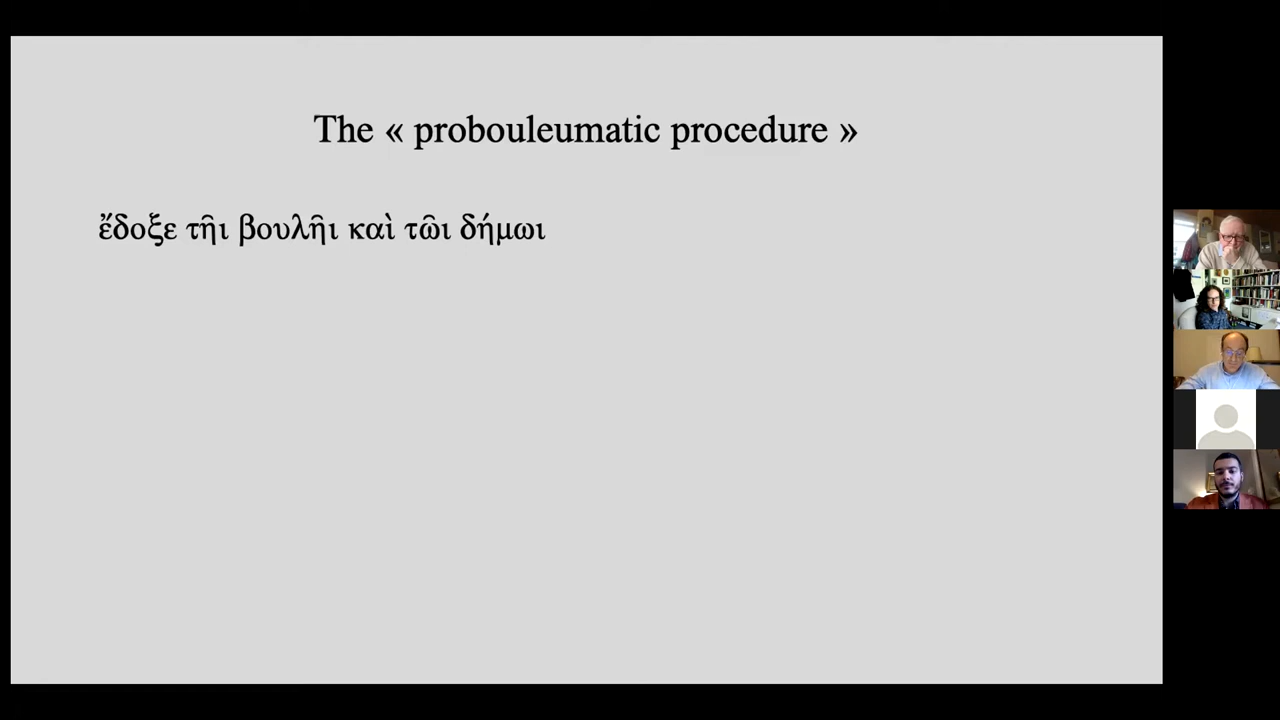 The « probouleumatic procedure »
ἔδοξε τῆι βουλῆι καὶ τῶι δήμωι